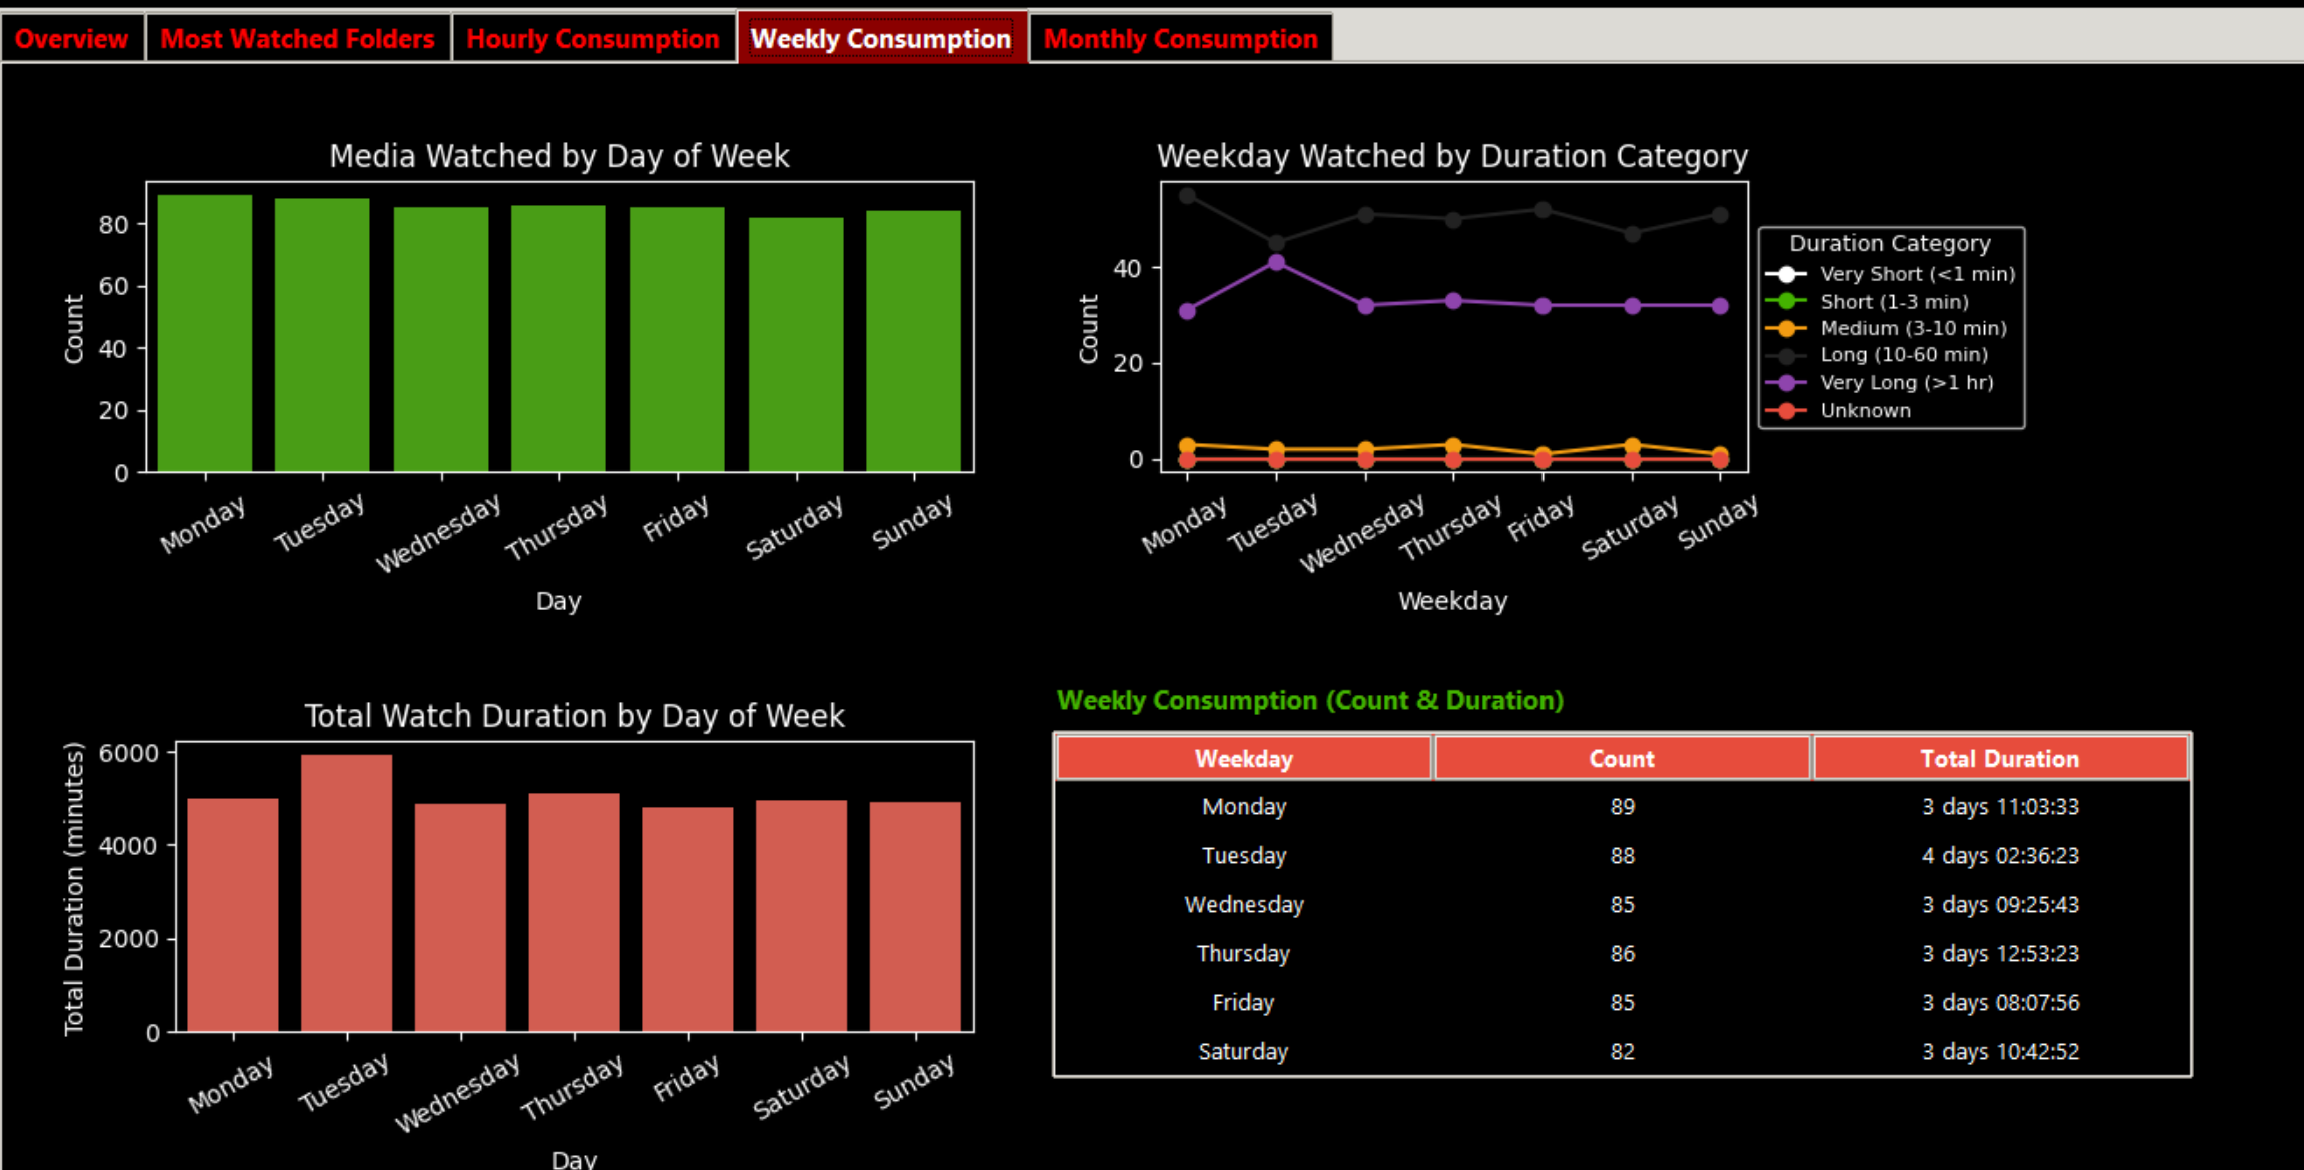 Overview Most Watched Folders Hourly Consumption Weekly Consumption Monthly Consumption
Media Watched by Day of Week
Count
80
60
40
20
0
Monday Tuesday Wednesday Thursday Friday Saturday Sunday
Day
Weekday Watched by Duration Category
Count
40
20
0
Monday Tuesday Wednesday Thursday Friday Saturday Sunday
Weekday
Duration Category
Very Short (<1 min)
Short (1-3 min)
Medium (3-10 min)
Long (10-60 min)
Very Long (>1 hr)
Unknown
Total Watch Duration by Day of Week
Total Duration (minutes)
6000
4000
2000
0
Monday Tuesday Wednesday Thursday Friday Saturday Sunday
Day
Weekly Consumption (Count & Duration)
Weekday Count Total Duration
Monday 89 3 days 11:03:33
Tuesday 88 4 days 02:36:23
Wednesday 85 3 days 09:25:43
Thursday 86 3 days 12:53:23
Friday 85 3 days 08:07:56
Saturday 82 3 days 10:42:52